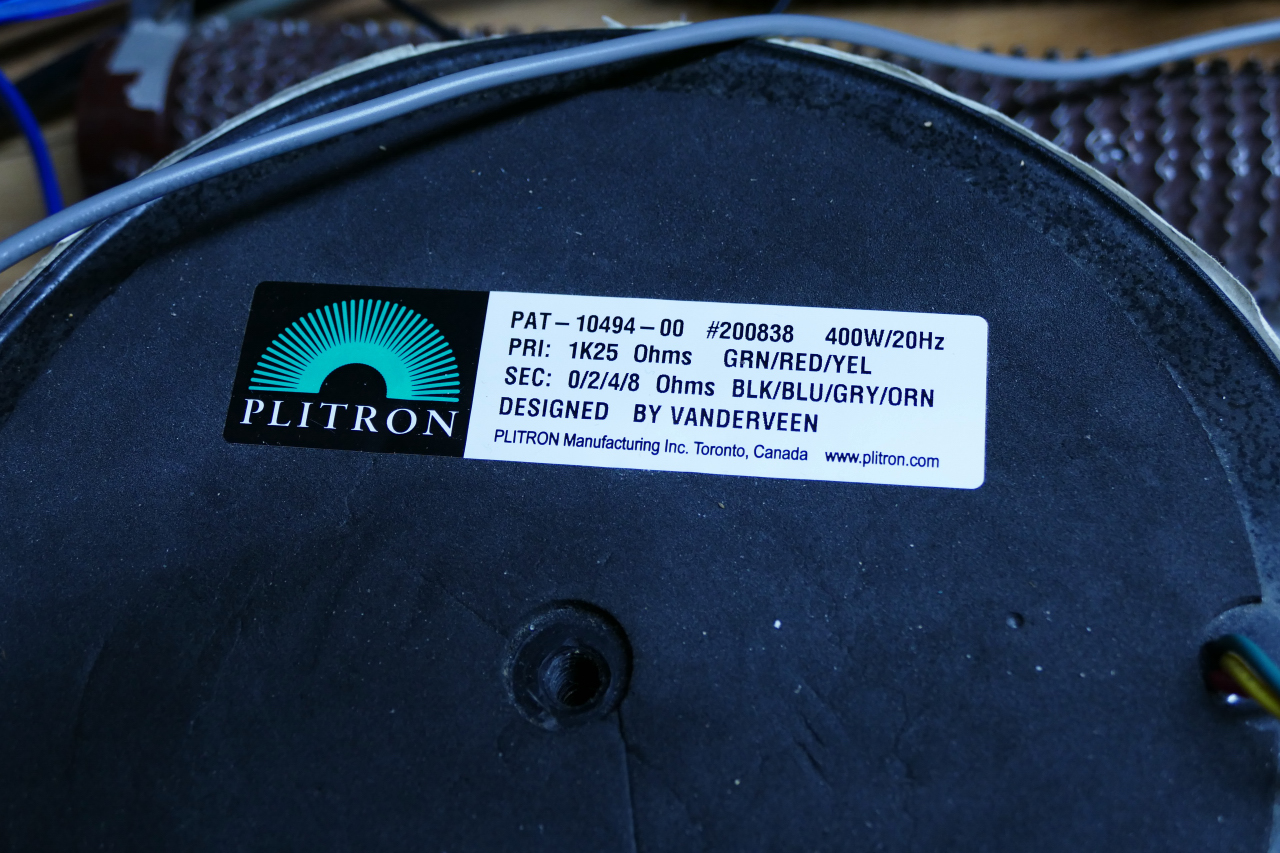 PLITRON
PAT-10494-00 #200838 400W/20Hz
PRI: 1K25 Ohms GRN/RED/YEL
SEC: 0/2/4/8 Ohms BLK/BLU/GRY/ORN
DESIGNED BY VANDERVEEN
PLITRON Manufacturing Inc. Toronto, Canada www.plitron.com